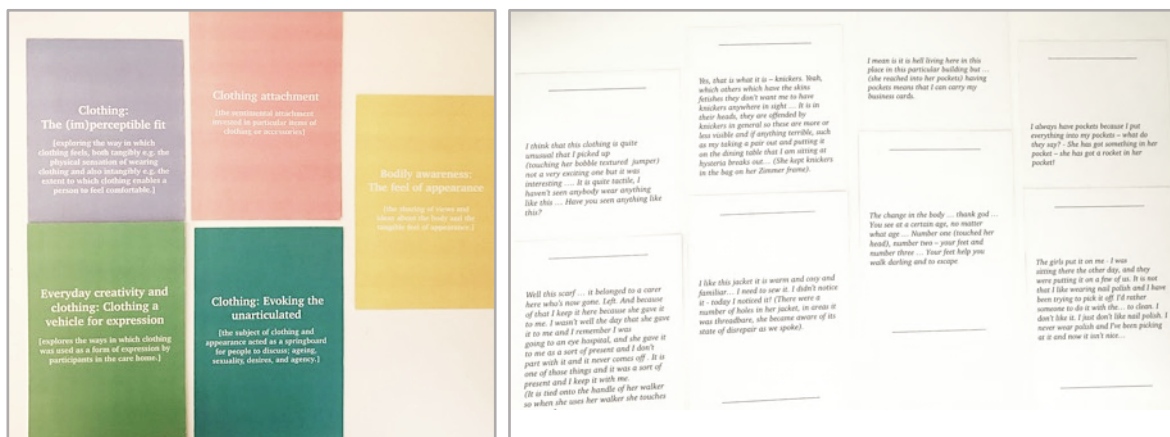 Clothing:
The (im)perceptible fit
[exploring the way in which
clothing feels, both tangibly e.g. the
physical sensation of wearing
clothing and also intangibly e.g. the
extent to which clothing enables a
person to feel comfortable.]
Clothing attachment
[the sentimental attachment
invested in particular items of
clothing or accessories]
Bodily awareness:
The feel of appearance
[the sharing of views and
ideas about the body and the
tangible feel of appearance.]
Everyday creativity and
clothing: Clothing a
vehicle for expression
[explores the ways in which clothing
was used as a form of expression by
participants in the care home.]
Clothing: Evoking the
unarticulated
[the subject of clothing and
appearance acted as a springboard
for people to discuss; ageing,
sexuality, desires, and agency.]
I think that this clothing is quite
unusual that I picked up
(touching her bobble textured jumper)
not a very exciting one but it was
interesting .... It is quite tactile, I
haven't seen anybody wear anything
like this ... Have you seen anything like
this?
Well this scarf ... it belonged to a carer
here who's now gone. Left. And because
of that I keep it here because she gave it
to me. I wasn't well the day that she gave
it to me and I remember I was
going to an eye hospital, and she gave it
to me as a sort of present and I don't
part with it and it never comes off . It is
one of those things and it was a sort of
present and I keep it with me.
(It is tied onto the handle of her walker
so when she uses her walker she touches
Yes, that is what it is – knickers. Yeah,
which others which have the skins
fetishes they don't want me to have
knickers anywhere in sight ... It is in
their heads, they are offended by
knickers in general so these are more or
less visible and if anything terrible, such
as my taking a pair out and putting it
on the dining table that I am sitting at
hysteria breaks out... (She kept knickers
in the bag on her Zimmer frame).
I like this jacket it is warm and cosy and
familiar... I need to sew it. I didn't notice
it - today I noticed it! (There were a
number of holes in her jacket, in areas it
was threadbare, she became aware of its
state of disrepair as we spoke).
I mean is it is hell living here in this
place in this particular building but ...
(she reached into her pockets) having
pockets means that I can carry my
business cards.
The change in the body ... thank god ...
You see at a certain age, no matter
what age ... Number one (touched her
head), number two – your feet and
number three ... Your feet help you
walk darling and to escape
I always have pockets because I put
everything into my pockets – what do
they say? - She has got something in her
pocket – she has got a rocket in her
pocket!
The girls put it on me - I was
sitting there the other day, and they
were putting it on a few of us. It is not
that I like wearing nail polish and I have
been trying to pick it off. I'd rather
someone to do it with the... to clean. I
don't like it. I just don't like nail polish. I
never wear polish and I've been picking
at it and now it isn't nice...